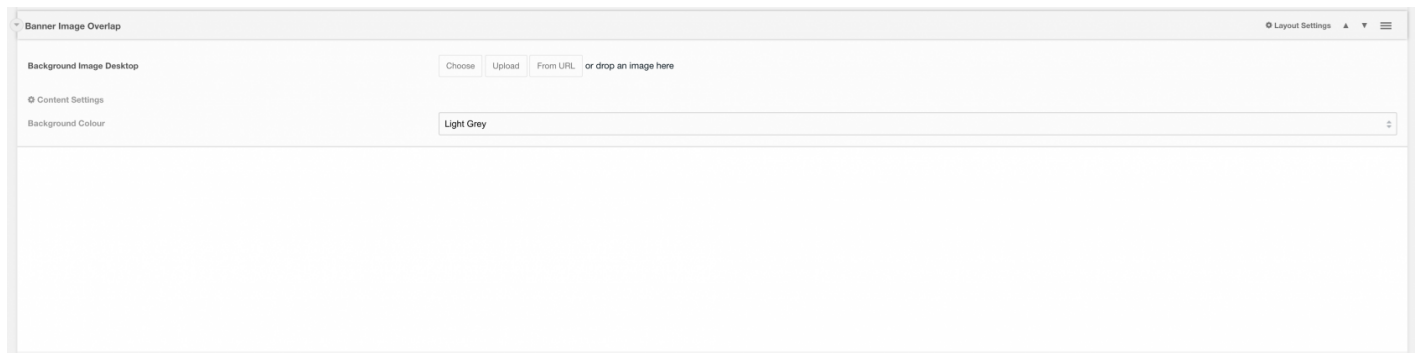 Banner Image Overlap Layout Settings
Background Image Desktop Choose Upload From URL or drop an image here
Content Settings
Background Colour Light Grey